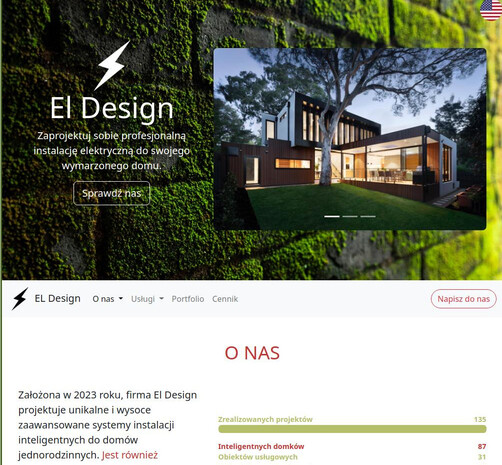 El Design
Zaprojektuj sobie profesjonalną
instalację elektryczną do swojego
wymarzonego domu.
Sprawdź nas
EL Design
O nas
Usługi
Portfolio
Cennik
Napisz do nas
O NAS
Założona w 2023 roku, firma El Design
projektuje unikalne i wysoce
zaawansowane systemy instalacji
inteligentnych do domów
jednorodzinnych. Jest również
Zrealizowanych projektów 135
Inteligentnych domków 87
Obiektów usługowych 31